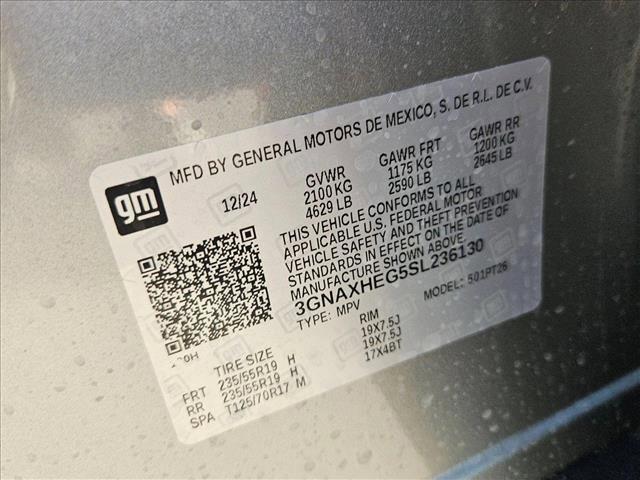 MFD BY GENERAL MOTORS DE MEXICO, S. DE R.L. DE C.V.
gm
12/24 GVWR GAWR FRT GAWR RR
2100 KG 1175 KG 1200 KG
4629 LB 2590 LB 2645 LB
THIS VEHICLE CONFORMS TO ALL
APPLICABLE U.S. FEDERAL MOTOR
VEHICLE SAFETY AND THEFT PREVENTION
STANDARDS IN EFFECT ON THE DATE OF
MANUFACTURE SHOWN ABOVE.
3GNAXHEG5SL236130
TYPE: MPV MODEL: 501PT26
TIRE SIZE RIM
FRT 235/55R19 H 19X7.5J
RR 235/55R19 H 19X7.5J
SPA T125/70R17 M 17X4BT